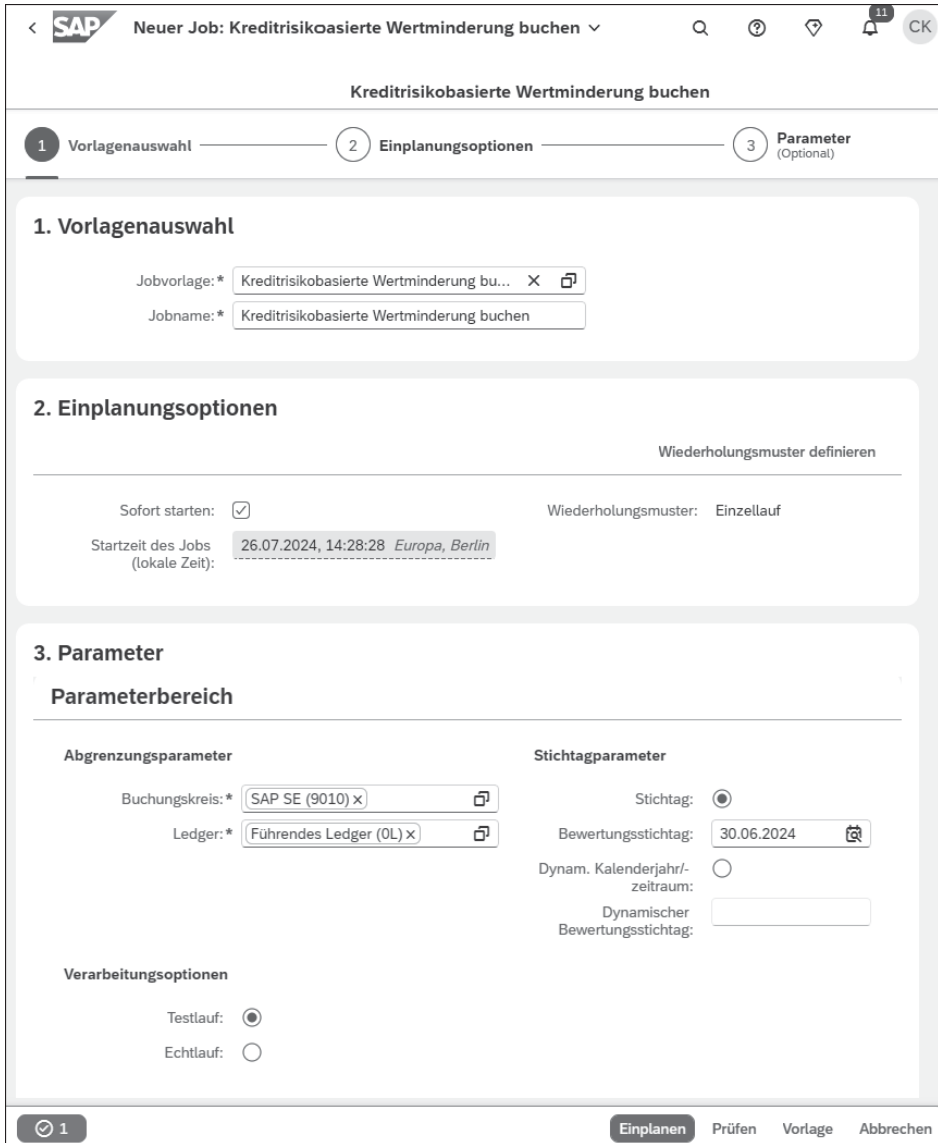 SAP Neuer Job: Kreditrisikoasierte Wertminderung buchen 11 CK
Kreditrisikobasierte Wertminderung buchen
1 Vorlagenauswahl 2 Einplanungsoptionen 3 Parameter
(Optional)
1. Vorlagenauswahl
Jobvorlage:* Kreditrisikobasierte Wertminderung bu...
Jobname:* Kreditrisikobasierte Wertminderung buchen
2. Einplanungsoptionen
Wiederholungsmuster definieren
Sofort starten: Wiederholungsmuster: Einzellauf
Startzeit des Jobs 26.07.2024, 14:28:28 Europa, Berlin
(lokale Zeit):
3. Parameter
Parameterbereich
Abgrenzungsparameter Stichtagparameter
Buchungskreis:* SAP SE (9010) Stichtag:
Ledger:* Führendes Ledger (0L) Bewertungsstichtag: 30.06.2024
Dynam. Kalenderjahr/-
zeitraum:
Dynamischer
Bewertungsstichtag:
Verarbeitungsoptionen
Testlauf:
Echtlauf:
1 Einplanen Prüfen Vorlage Abbrechen